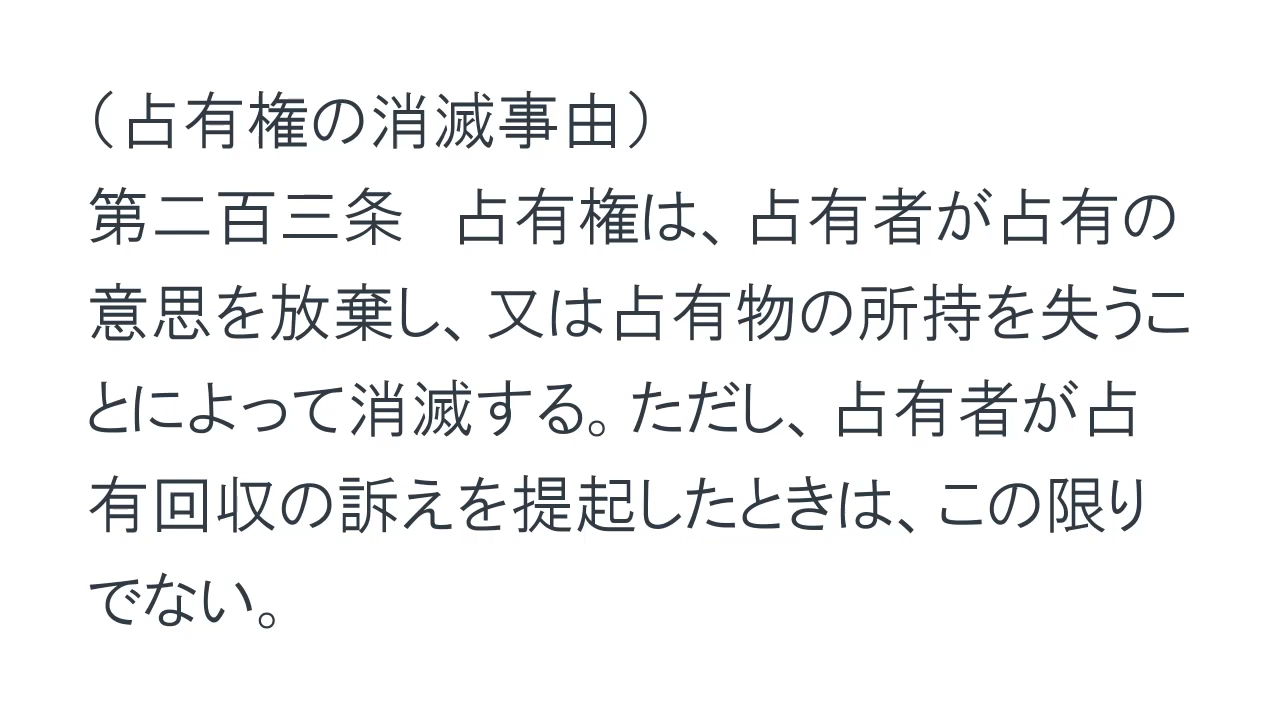 （占有権の消滅事由）
第二百三条　占有権は、占有者が占有の
意思を放棄し、又は占有物の所持を失うこ
とによって消滅する。ただし、占有者が占
有回収の訴えを提起したときは、この限り
でない。